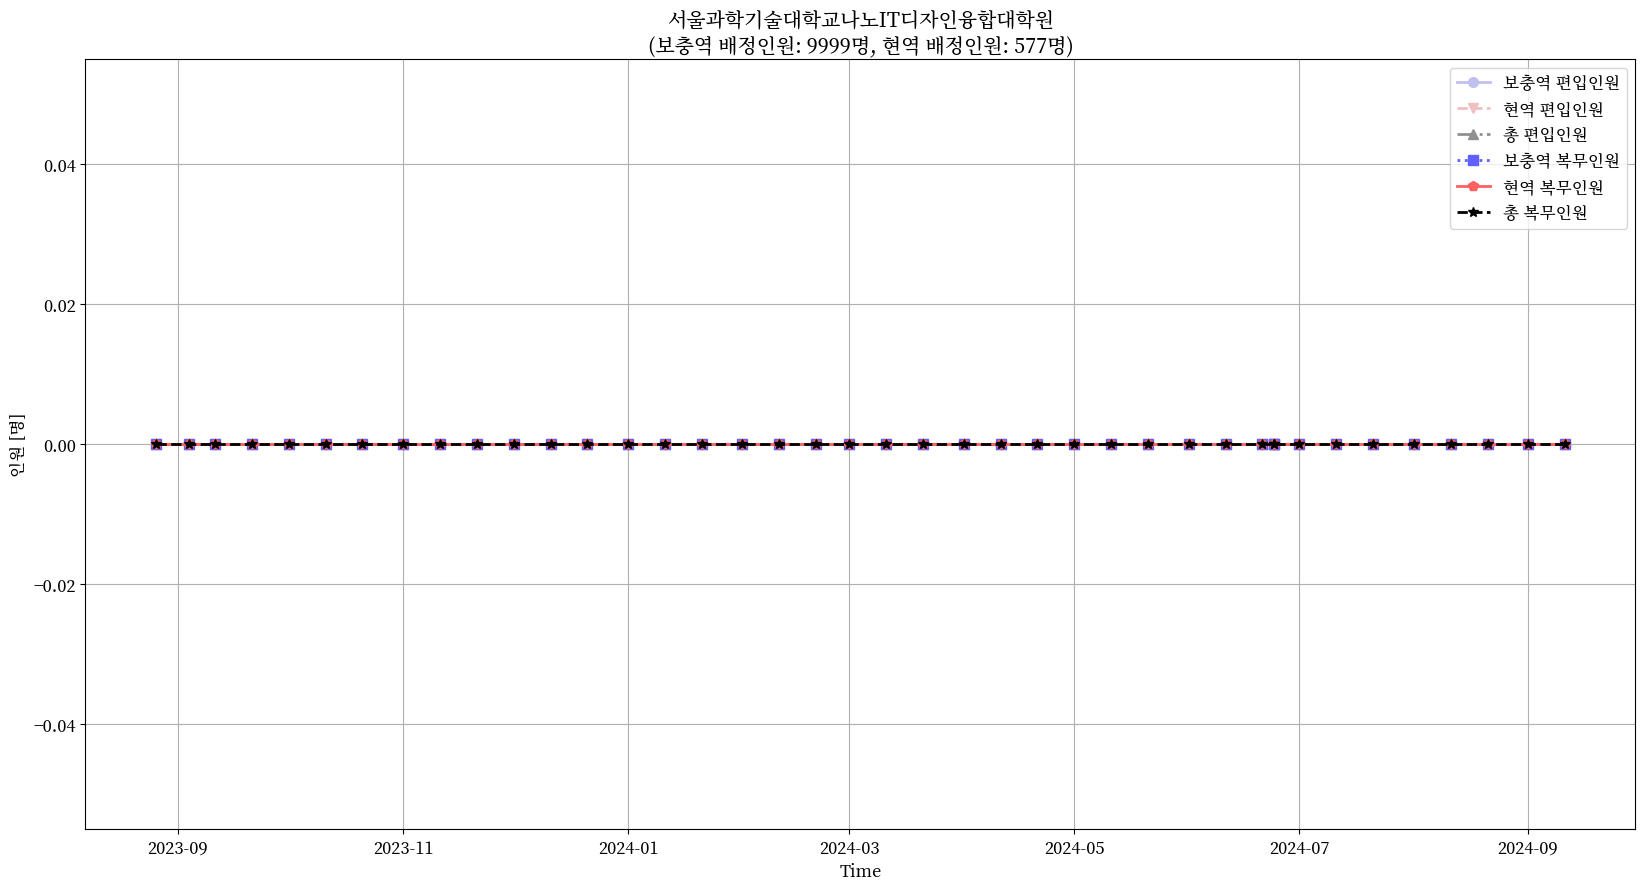 서울과학기술대학교나노IT디자인융합대학원
(보충역 배정인원: 9999명, 현역 배정인원: 577명)
보충역 편입인원
현역 편입인원
총 편입인원
보충역 복무인원
현역 복무인원
총 복무인원
0.04
0.02
0.00
−0.02
−0.04
인원 [명]
2023-09
2023-11
2024-01
2024-03
2024-05
2024-07
2024-09
Time